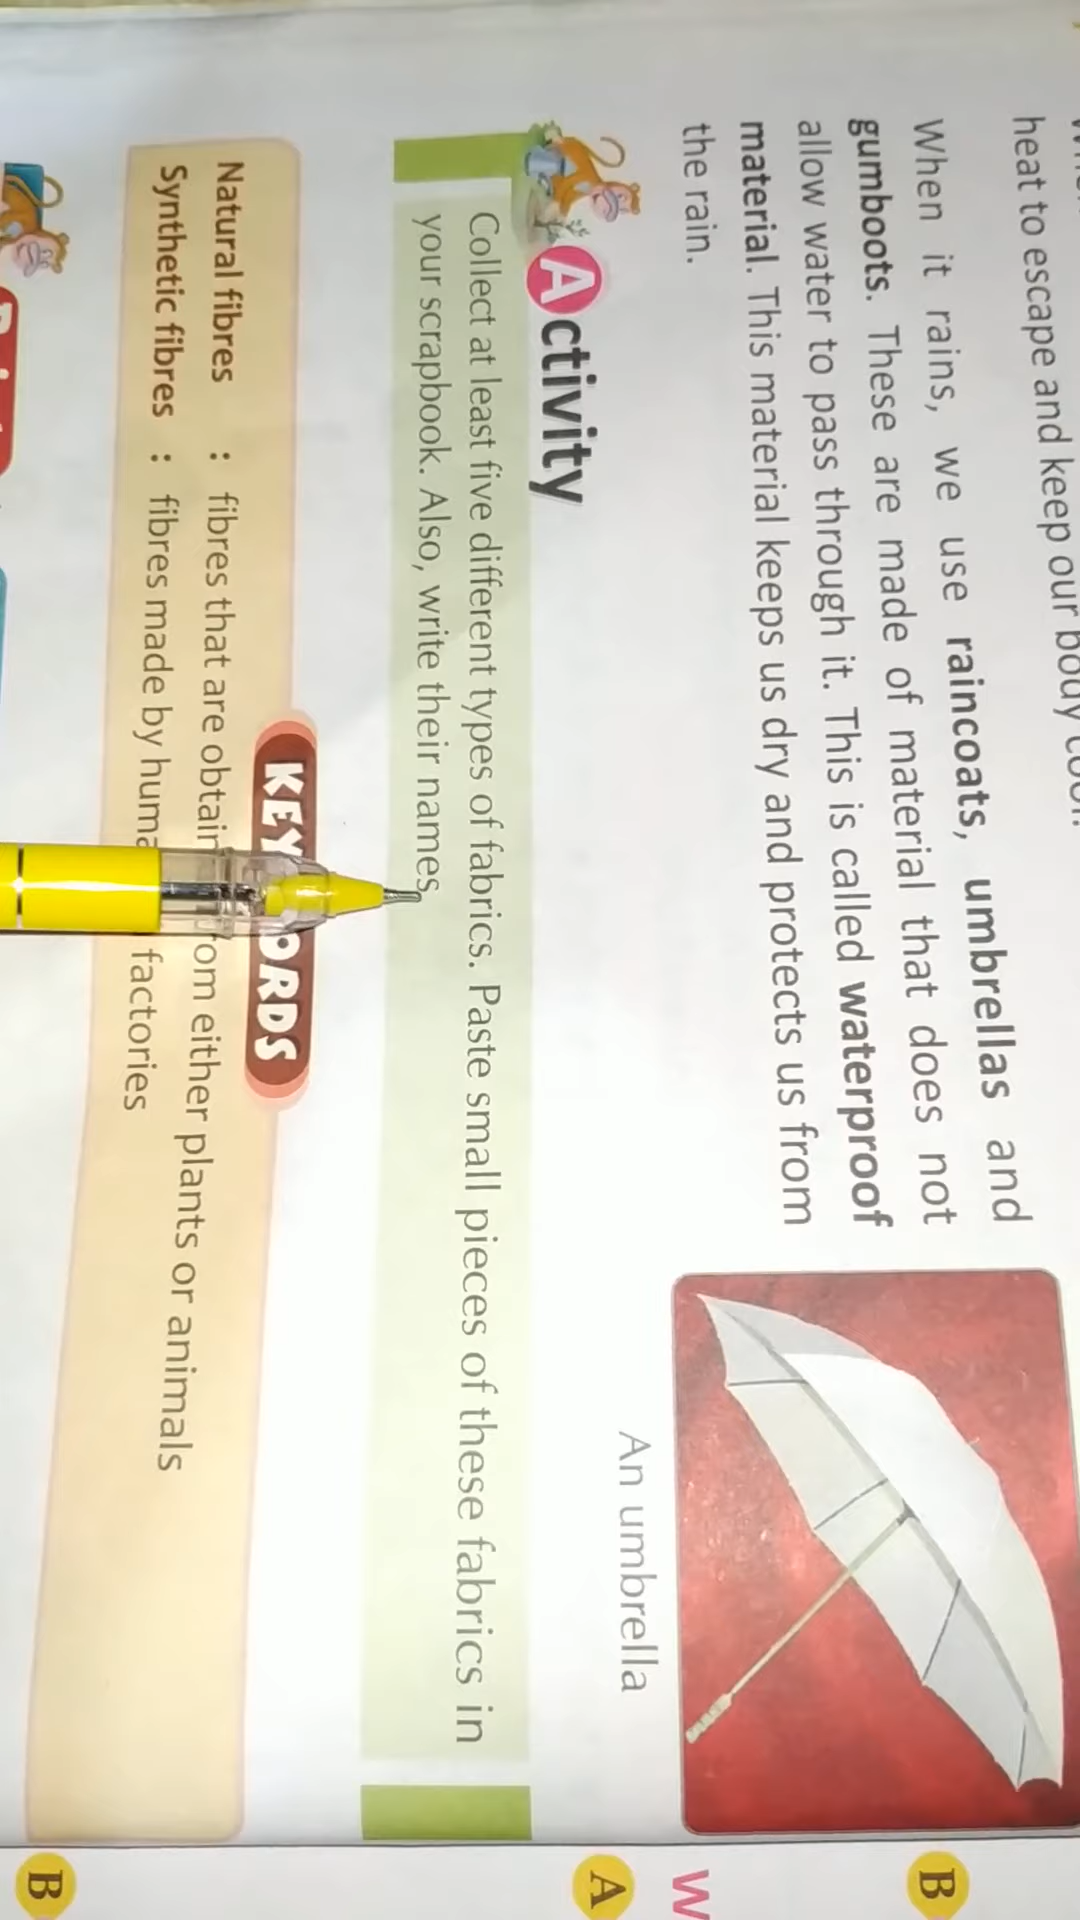 heat to escape and keep our body cool.
When it rains, we use raincoats, umbrellas and
gumboots. These are made of material that does not
allow water to pass through it. This is called waterproof
material. This material keeps us dry and protects us from
the rain.
An umbrella
Activity
Collect at least five different types of fabrics. Paste small pieces of these fabrics in
your scrapbook. Also, write their names.
KEY ORDS
Natural fibres : fibres that are obtain om either plants or animals
Synthetic fibres : fibres made by huma factories
B
W
A
B